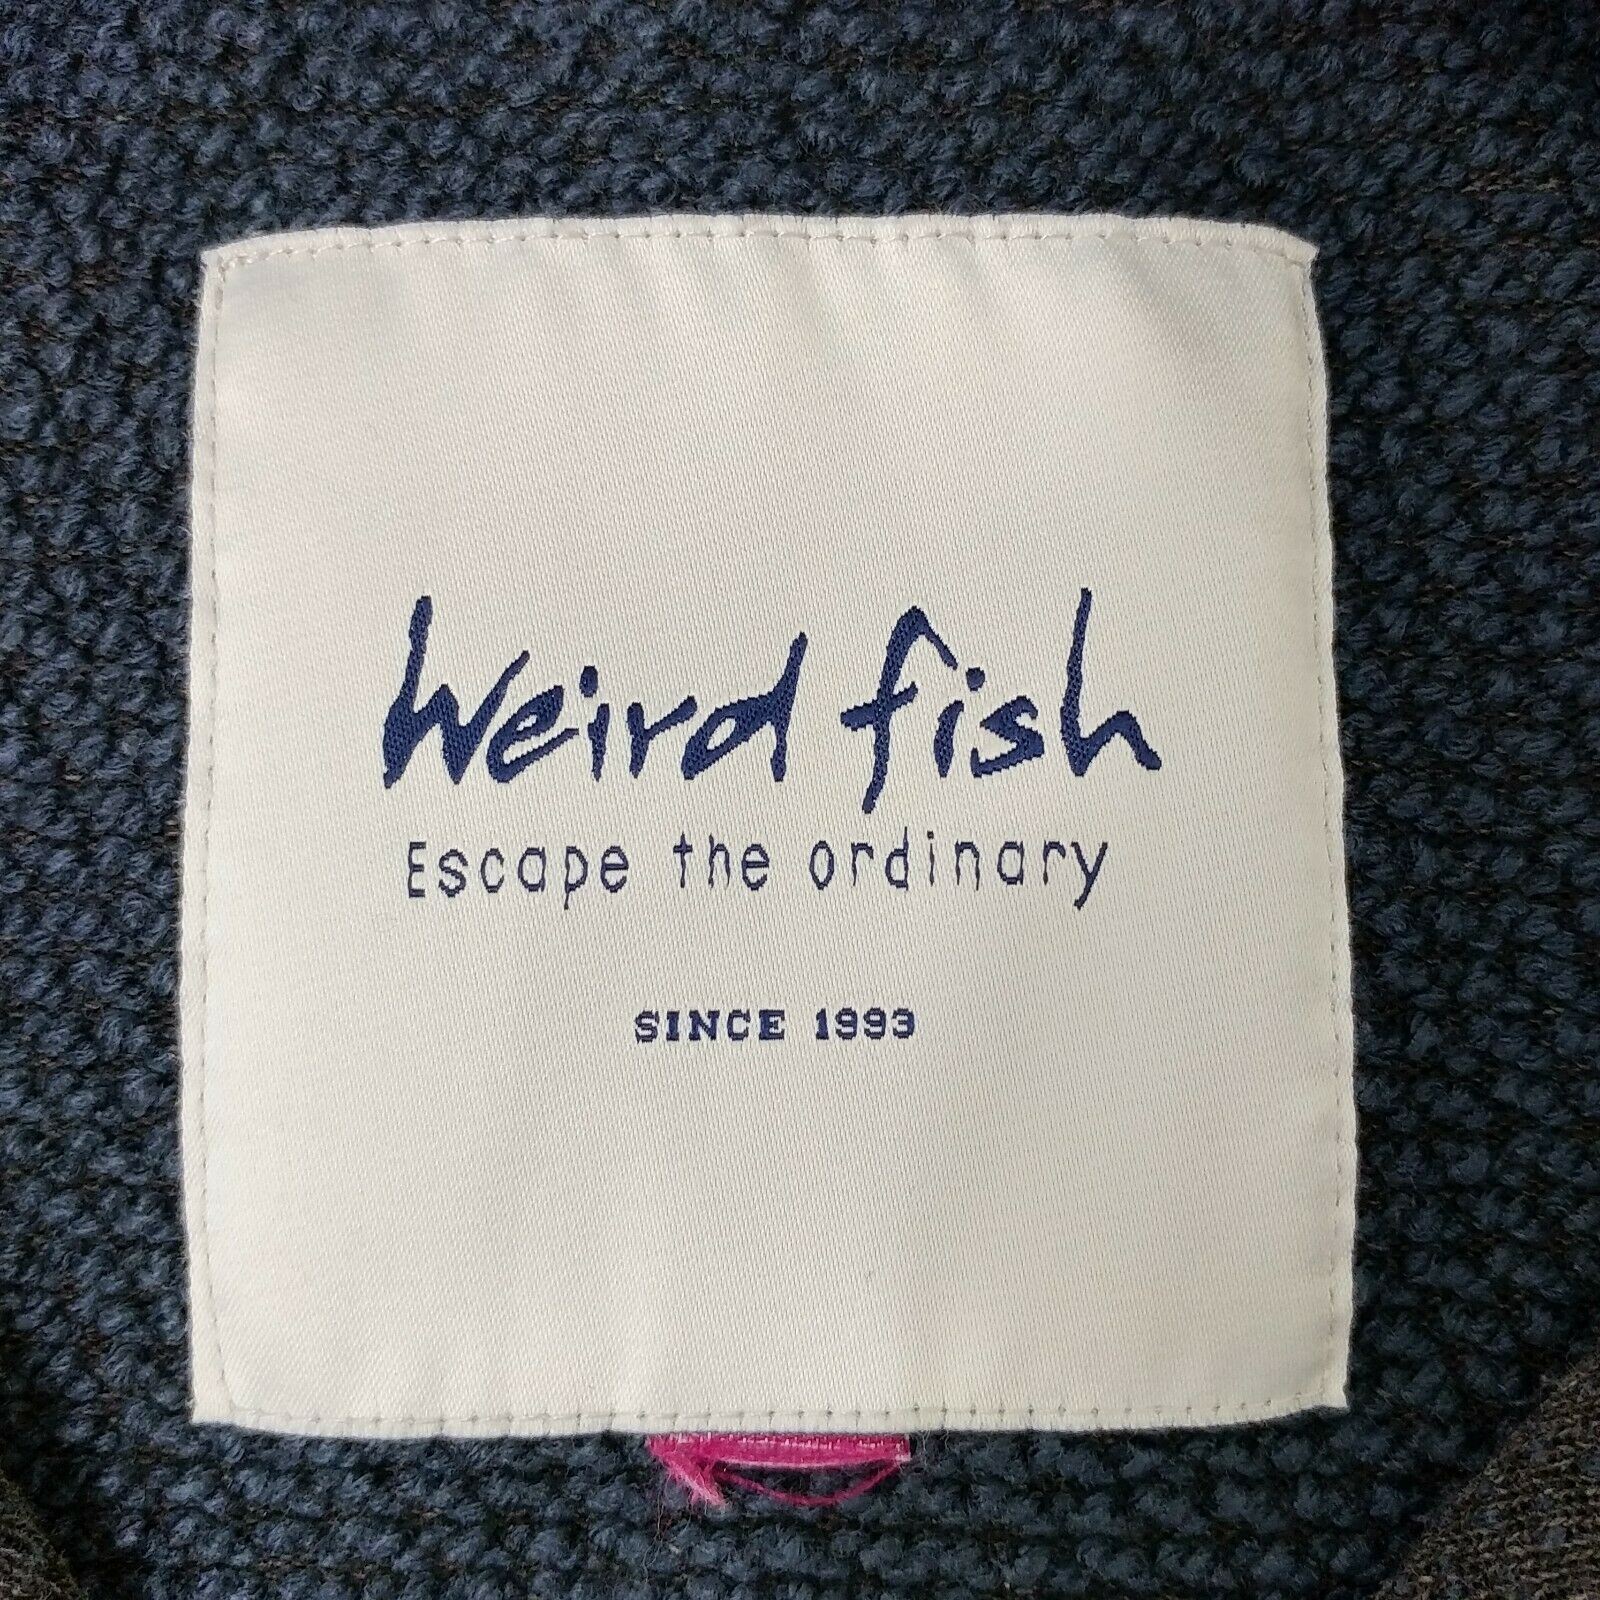 Weird fish
Escape the ordinary
SINCE 1993